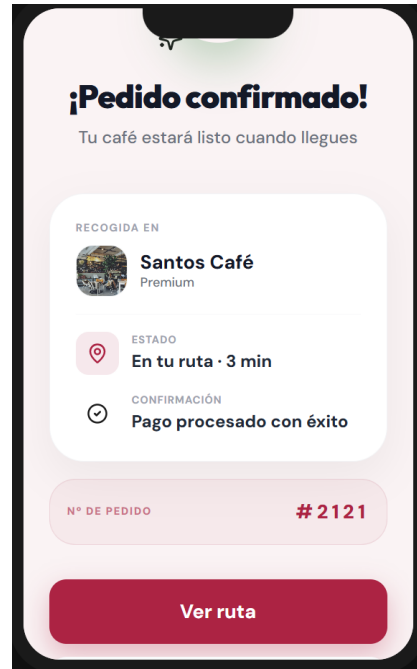 ¡Pedido confirmado!
Tu café estará listo cuando llegues
RECOGIDA EN
Santos Café
Premium
ESTADO
En tu ruta · 3 min
CONFIRMACIÓN
Pago procesado con éxito
Nº DE PEDIDO
#2121
Ver ruta